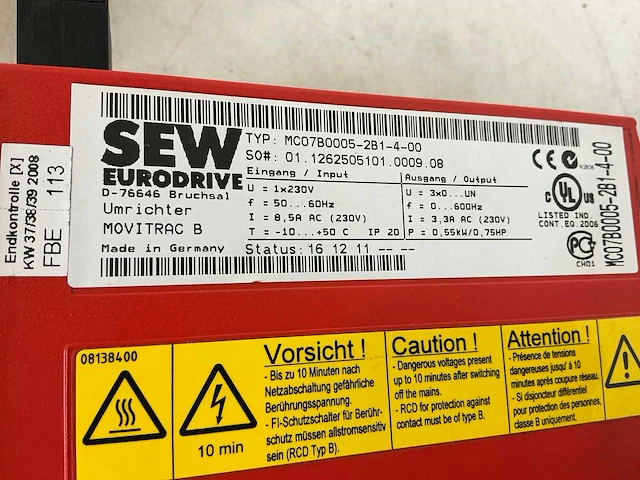 Endkontrolle [X]
KW 37/38/39 2008
FBE 113
SEW
EURODRIVE
D-76646 Bruchsal
Umrichter
MOVITRAC B
Made in Germany
TYP: MC07B0005-2B1-4-00
SO#: 01.1262505101.0009.08
Eingang / Input
U = 1x230V
f = 50...60Hz
I = 8,5A AC (230V)
T = -10...+50 C IP 20
Status: 16 12 11 -- --
Ausgang / Output
U = 3x0...UN
f = 0...600Hz
I = 3,3A AC (230V)
P = 0,55kW/0,75HP
CE
C UL US
LISTED IND.
CONT.EQ.2D06
CH01
MC07B0005-2B1-4-00
08138400
10 min
Vorsicht !
- Bis zu 10 Minuten nach
Netzabschaltung gefährliche
Berührungsspannung.
- FI-Schutzschalter für Berühr-
schutz müssen allstromsensitiv
sein (RCD Typ B).
Caution !
- Dangerous voltages present
up to 10 minutes after switching
off the mains.
- RCD for protection against
contact must be of type B.
Attention !
- Présence de tensions
dangereuses jusqu' à 10
minutes après coupure réseau.
- Si disjoncteur différentiel
pour protection des personnes,
classe B uniquement.